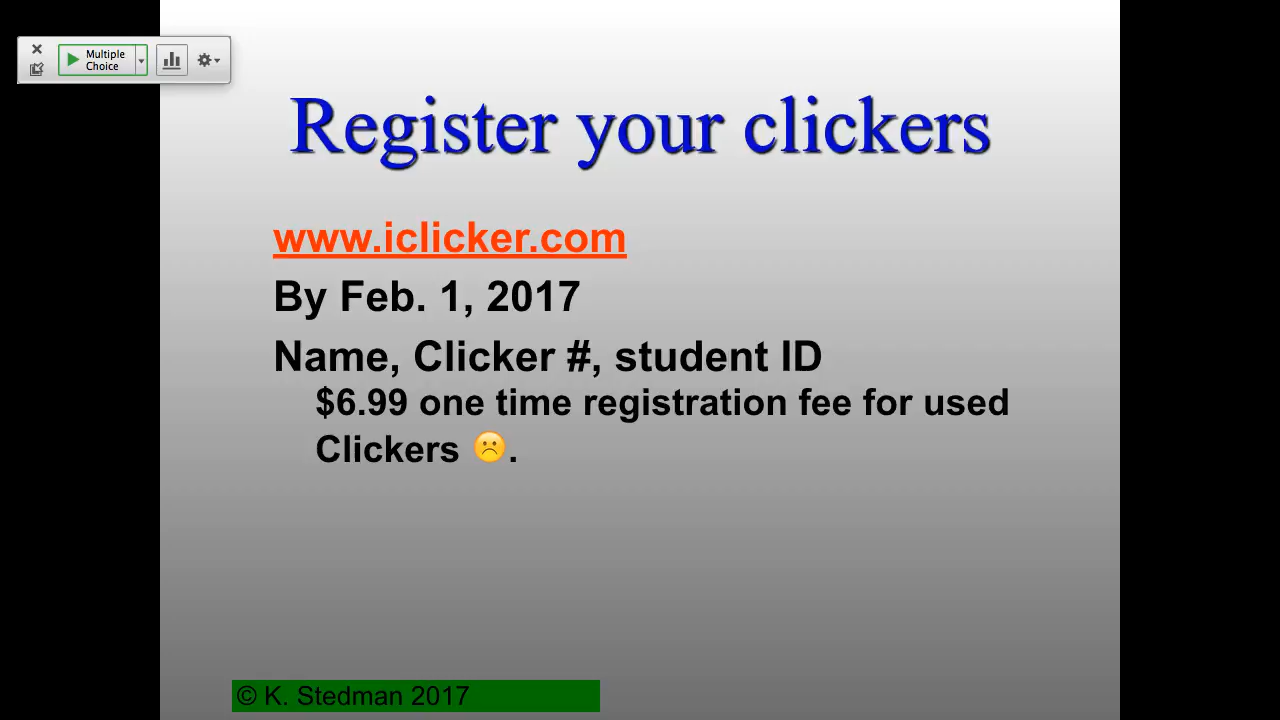 Multiple
Choice
Register your clickers
www.iclicker.com
By Feb. 1, 2017
Name, Clicker #, student ID
$6.99 one time registration fee for used
Clickers ☹️.
© K. Stedman 2017